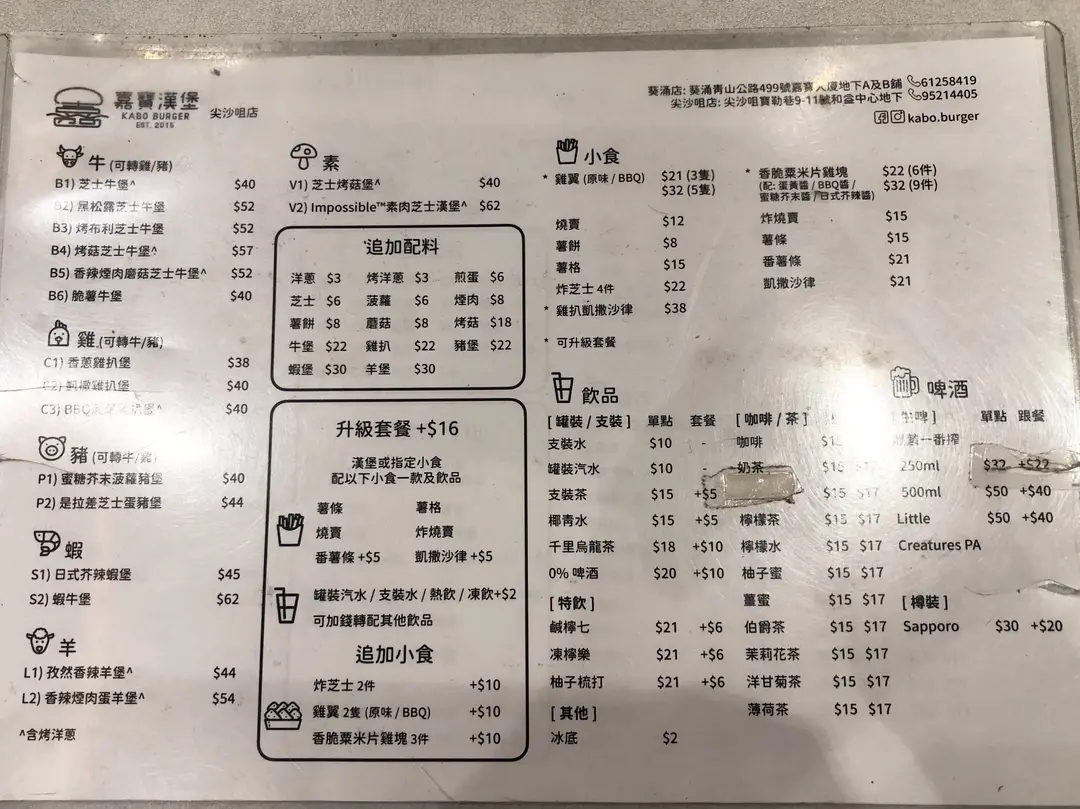 嘉寶漢堡
KABO BURGER
EST. 2015
尖沙咀店
葵涌店: 葵涌青山公路499號嘉寶大廈地下A及B舖 61258419
尖沙咀店: 尖沙咀寶勒巷9-11號和益中心地下 95214405
kabo.burger
牛 (可轉雞/豬)
B1) 芝士牛堡^ $40
B2) 黑松露芝士牛堡 $52
B3) 烤布利芝士牛堡 $52
B4) 烤菇芝士牛堡^ $57
B5) 香辣煙肉磨菇芝士牛堡^ $52
B6) 脆薯牛堡 $40
雞 (可轉牛/豬)
C1) 香蔥雞扒堡 $38
C2) 雞扒堡 $40
C3) BBQ 雞扒堡^ $40
豬 (可轉牛/雞)
P1) 蜜糖芥末菠蘿豬堡 $40
P2) 是拉差芝士蛋豬堡 $44
蝦
S1) 日式芥辣蝦堡 $45
S2) 蝦牛堡 $62
羊
L1) 孜然香辣羊堡^ $44
L2) 香辣煙肉蛋羊堡^ $54
^含烤洋蔥
素
V1) 芝士烤菇堡^ $40
V2) Impossible™素肉芝士漢堡^ $62
追加配料
洋蔥 $3 烤洋蔥 $3 煎蛋 $6
芝士 $6 菠蘿 $6 煙肉 $8
薯餅 $8 蘑菇 $8 烤菇 $18
牛堡 $22 雞扒 $22 豬堡 $22
蝦堡 $30 羊堡 $30
升級套餐 +$16
漢堡或指定小食
配以下小食一款及飲品
薯條 薯格
燒賣 炸燒賣
番薯條 +$5 凱撒沙律 +$5
罐裝汽水 / 支裝水 / 熱飲 / 凍飲+$2
可加錢轉配其他飲品
追加小食
炸芝士 2件 +$10
雞翼 2隻 (原味 / BBQ) +$10
香脆粟米片雞塊 3件 +$10
小食
* 雞翼 (原味 / BBQ) $21 (3隻)
$32 (5隻)
燒賣 $12
薯餅 $8
薯格 $15
炸芝士 4件 $22
* 雞扒凱撒沙律 $38
* 可升級套餐
* 香脆粟米片雞塊 $22 (6件)
(配: 蛋黃醬 / BBQ醬 / $32 (9件)
蜜糖芥末醬 / 日式芥辣醬)
炸燒賣 $15
薯條 $15
番薯條 $21
凱撒沙律 $21
飲品
[ 罐裝 / 支裝 ] 單點 套餐
支裝水 $10 -
罐裝汽水 $10 -
支裝茶 $15 +$5
椰青水 $15 +$5
千里烏龍茶 $18 +$10
0% 啤酒 $20 +$10
[ 特飲 ]
鹹檸七 $21 +$6
凍檸樂 $21 +$6
柚子梳打 $21 +$6
[ 其他 ]
冰底 $2
[ 咖啡 / 茶 ]
咖啡 $15
奶茶 $15 $17
$15 $17
檸檬茶 $15 $17
檸檬水 $15 $17
柚子蜜 $15 $17
薑蜜 $15 $17
伯爵茶 $15 $17
茉莉花茶 $15 $17
洋甘菊茶 $15 $17
薄荷茶 $15 $17
啤酒
[生啤] 單點 跟餐
一番搾
250ml $32 +$22
500ml $50 +$40
Little $50 +$40
Creatures PA
[ 樽裝 ]
Sapporo $30 +$20